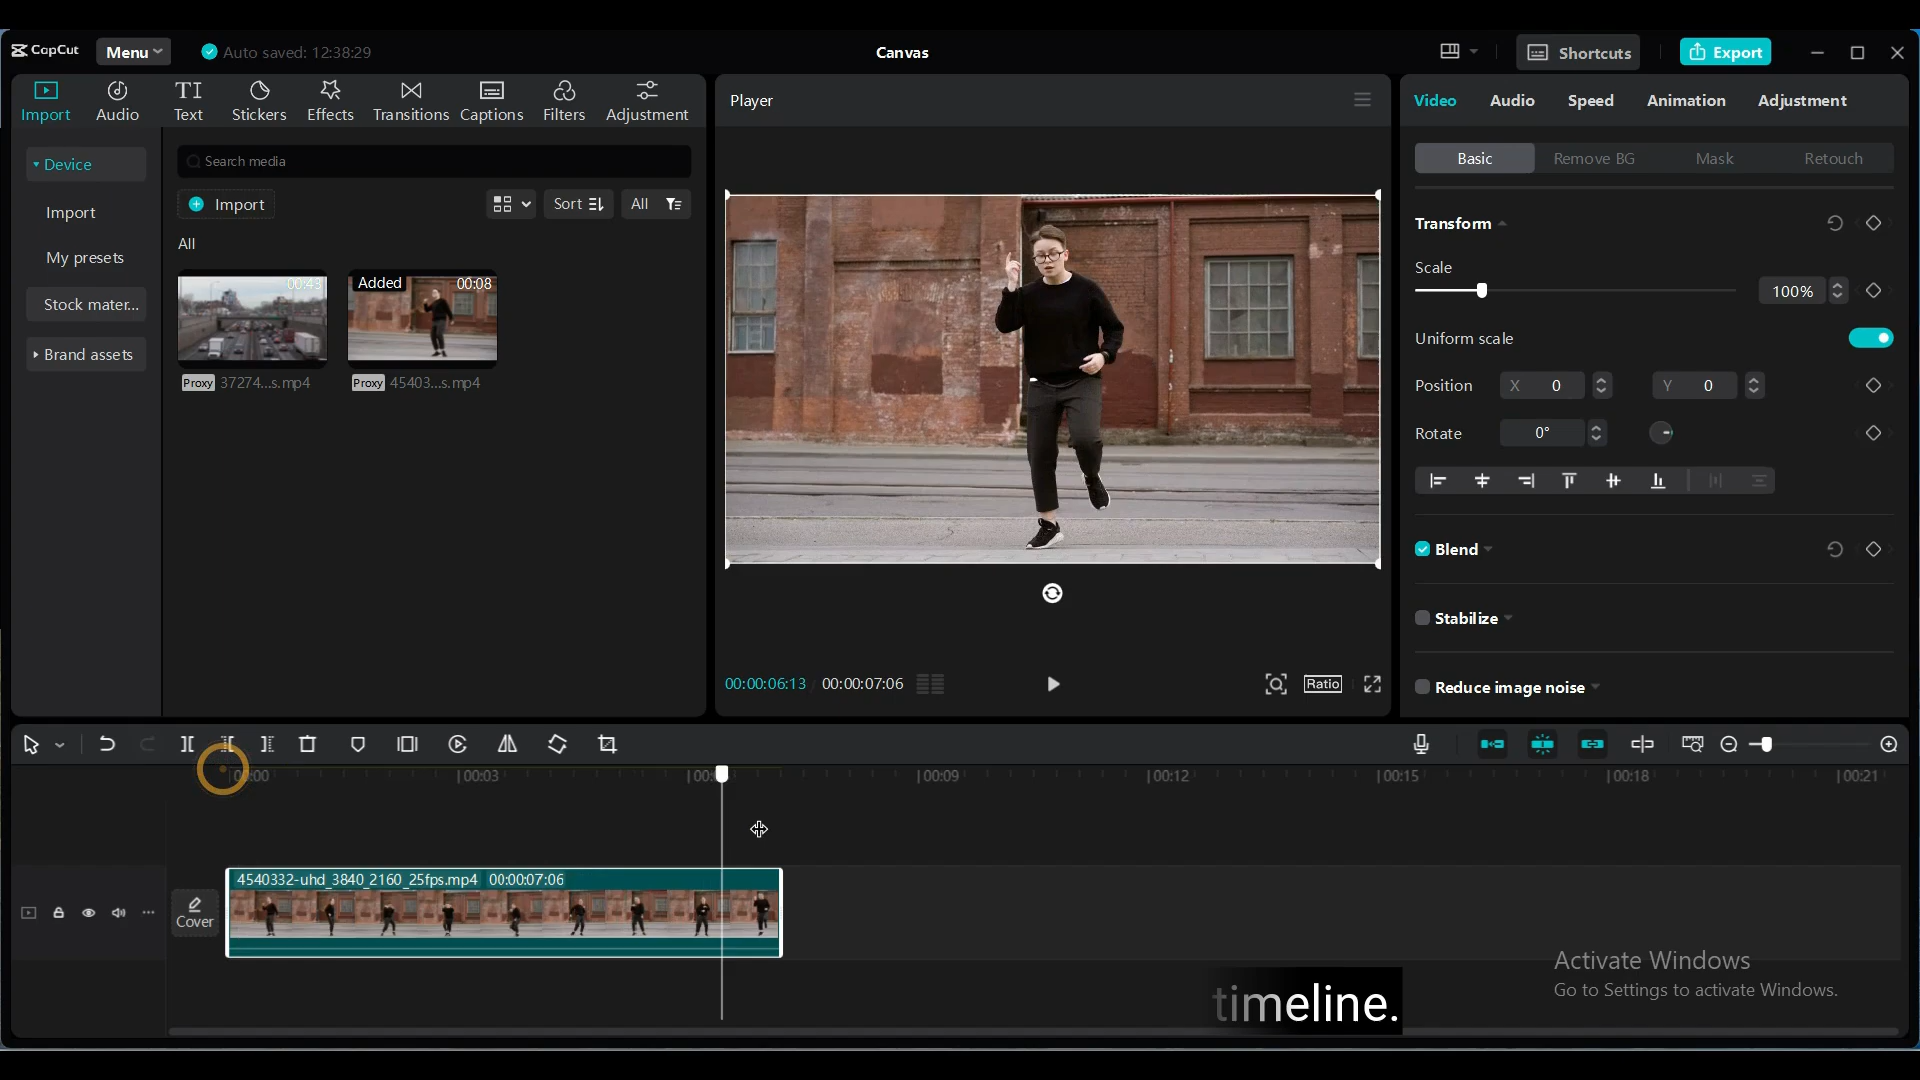 CapCut
Menu
Auto saved: 12:38:29
Canvas
Shortcuts
Export
Import
Audio
Text
Stickers
Effects
Transitions
Captions
Filters
Adjustment
Player
Video
Audio
Speed
Animation
Adjustment
Device
Import
My presets
Stock mater...
Brand assets
Search media
Import
Sort
All
All
00:43
Added
00:08
Proxy 37274...s.mp4
Proxy 45403...s.mp4
00:00:06:13
00:00:07:06
Ratio
Basic
Remove BG
Mask
Retouch
Transform
Scale
100%
Uniform scale
Position
X 0
Y 0
Rotate
0°
Blend
Stabilize
Reduce image noise
00:00
00:03
00:09
00:12
00:15
00:18
00:21
Cover
4540332-uhd_3840_2160_25fps.mp4 00:00:07:06
Activate Windows
Go to Settings to activate Windows.
timeline.